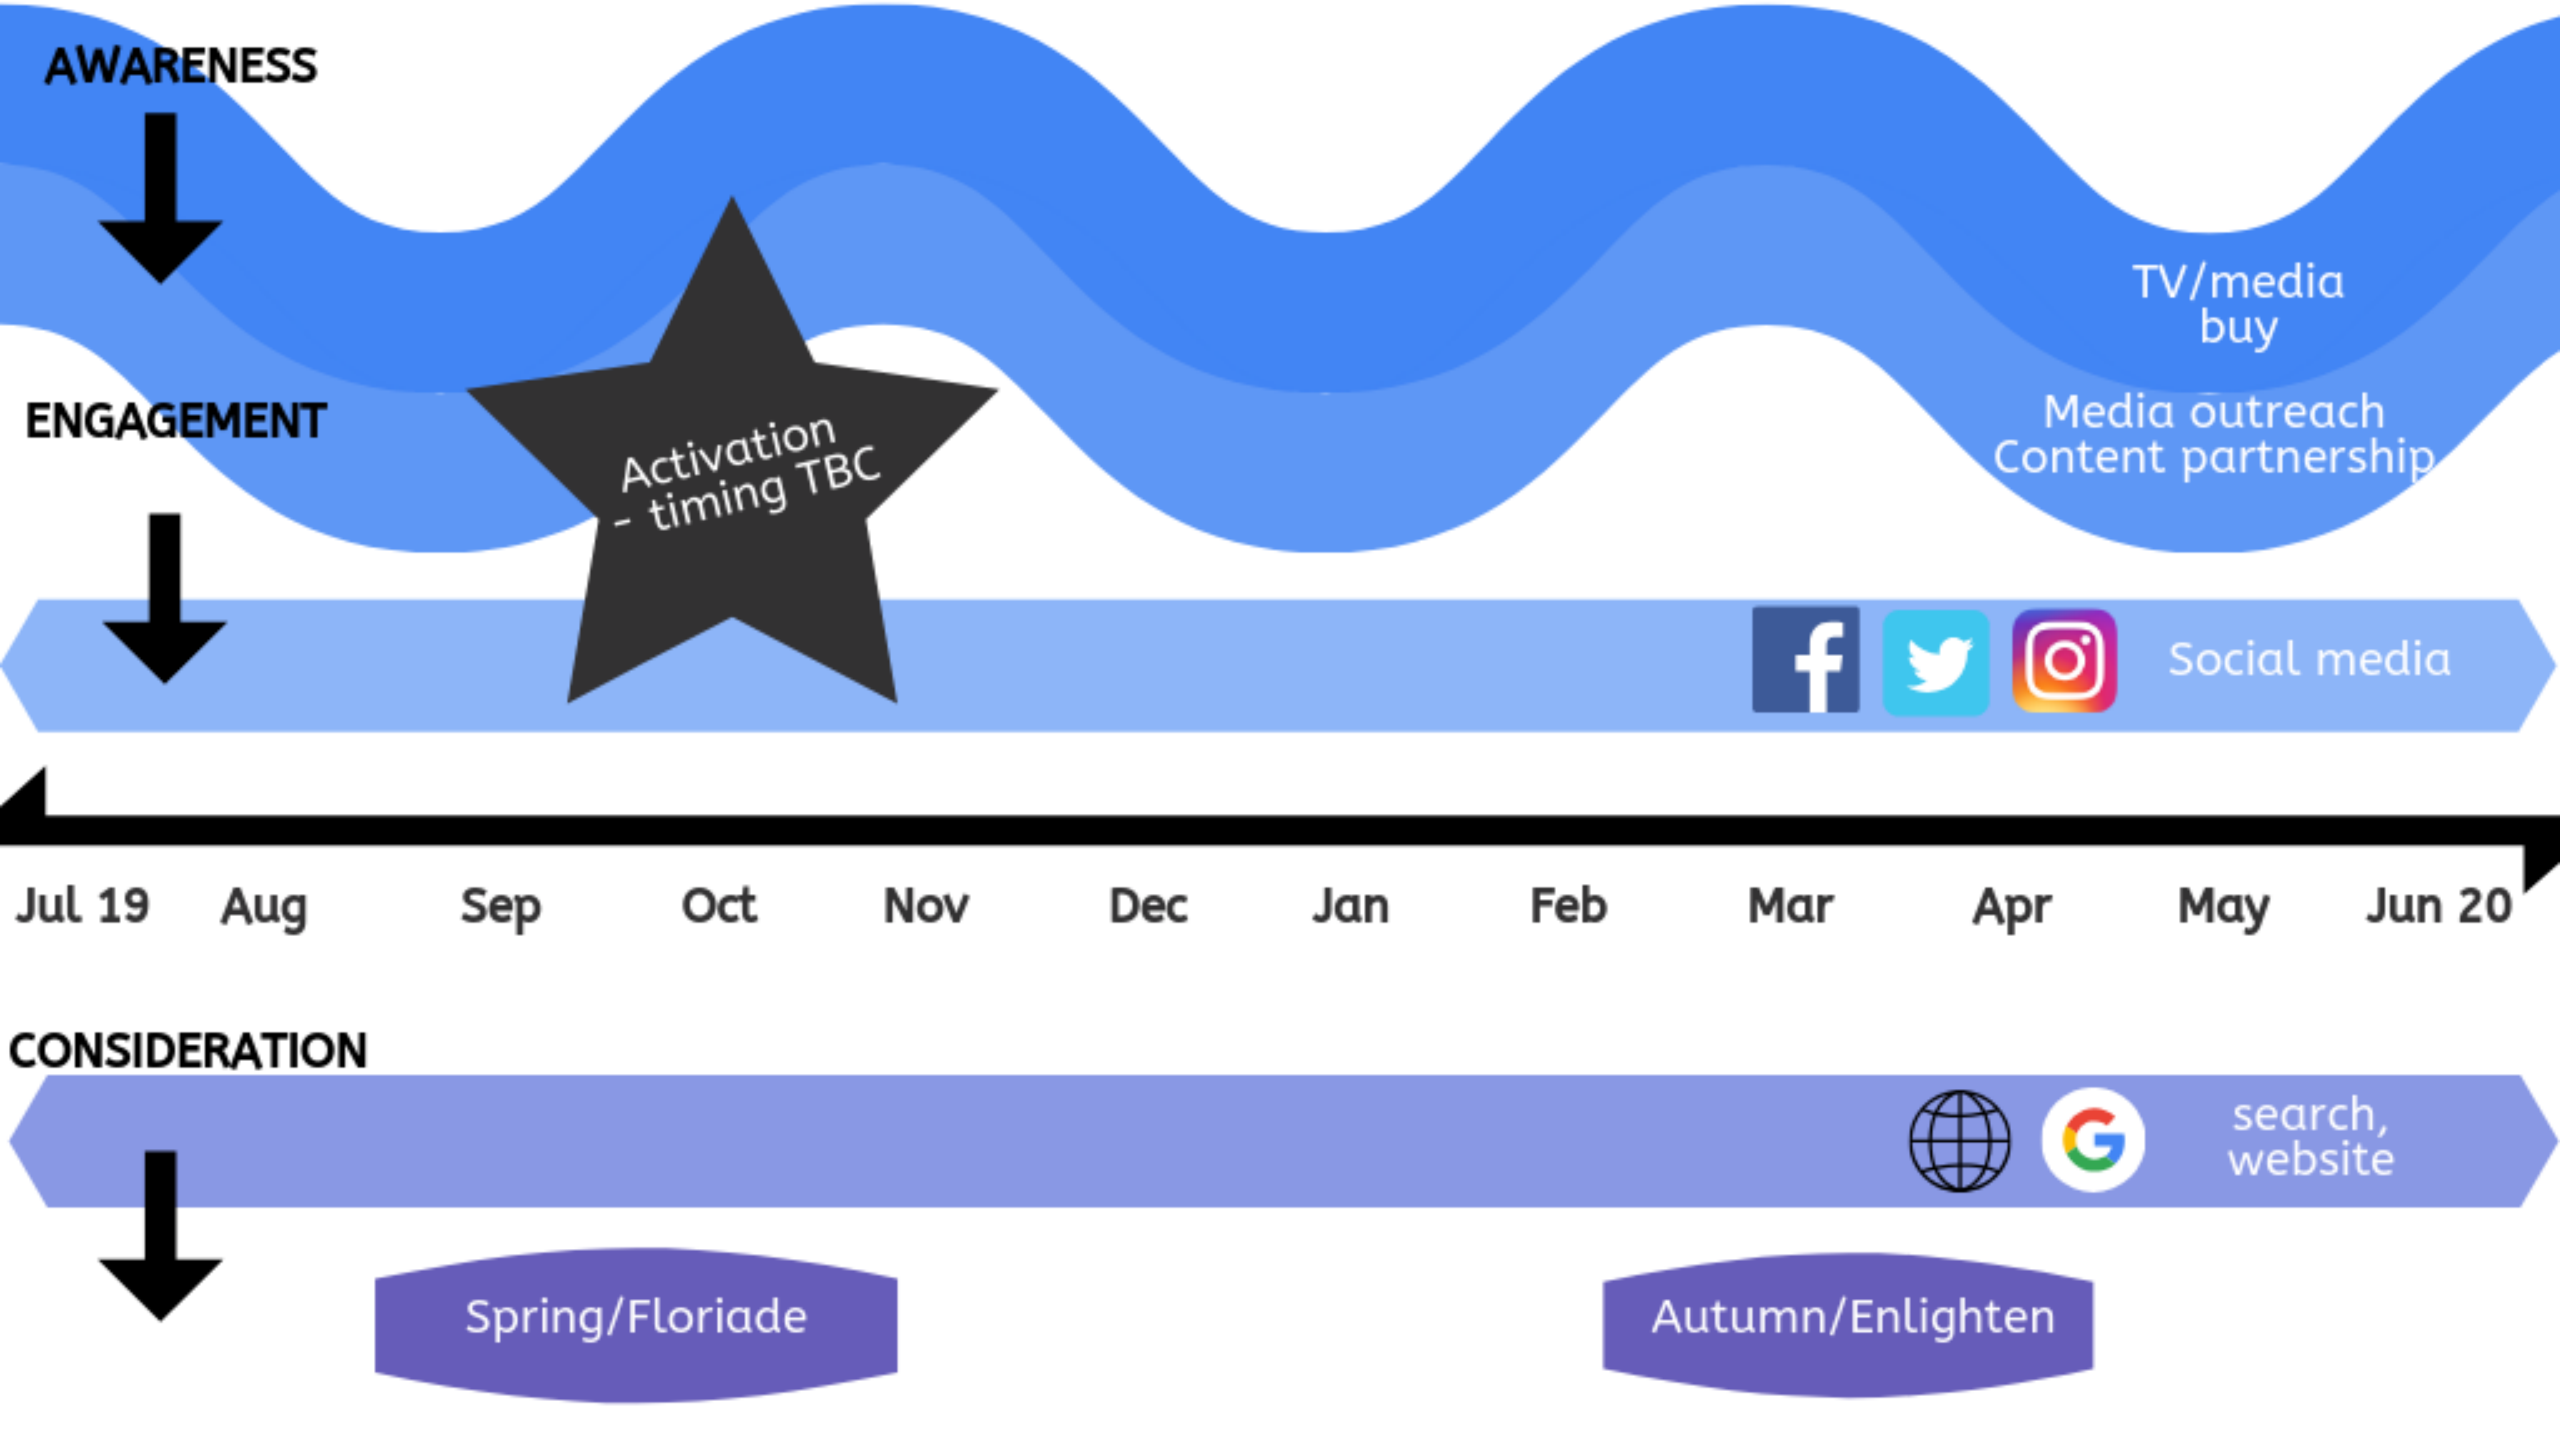 AWARENESS
TV/media
buy
Media outreach
Content partnership
ENGAGEMENT
Activation
- timing TBC
Social media
Jul 19 Aug Sep Oct Nov Dec Jan Feb Mar Apr May Jun 20
CONSIDERATION
search,
website
Spring/Floriade
Autumn/Enlighten